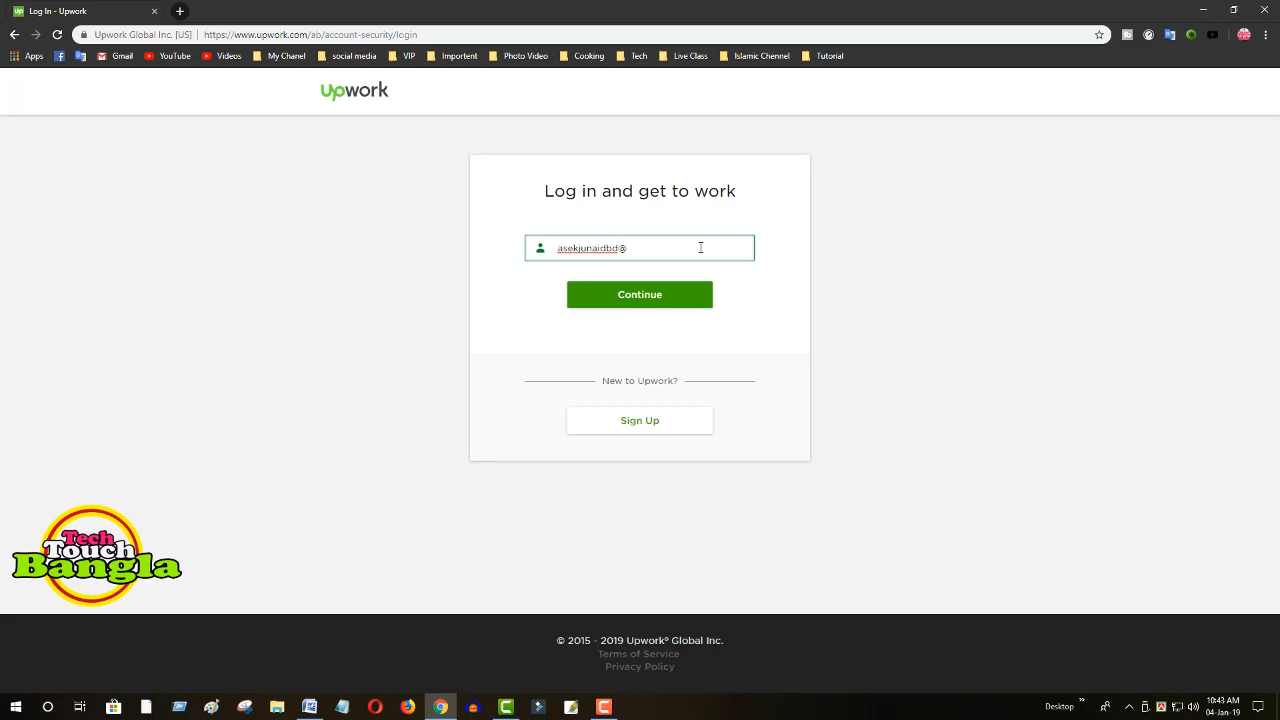 up Log In - Upwork
Upwork Global Inc. [US] | https://www.upwork.com/ab/account-security/login
Apps Gmail YouTube Videos My Chanel social media VIP Importent Photo Video Cooking Tech Live Class Islamic Channel Tutorial
upwork
Log in and get to work
asekjunaidbd@
Continue
New to Upwork?
Sign Up
Tech
Touch
Bangla
© 2015 - 2019 Upwork® Global Inc.
Terms of Service
Privacy Policy
Desktop
10:43 AM
04-Jan-19